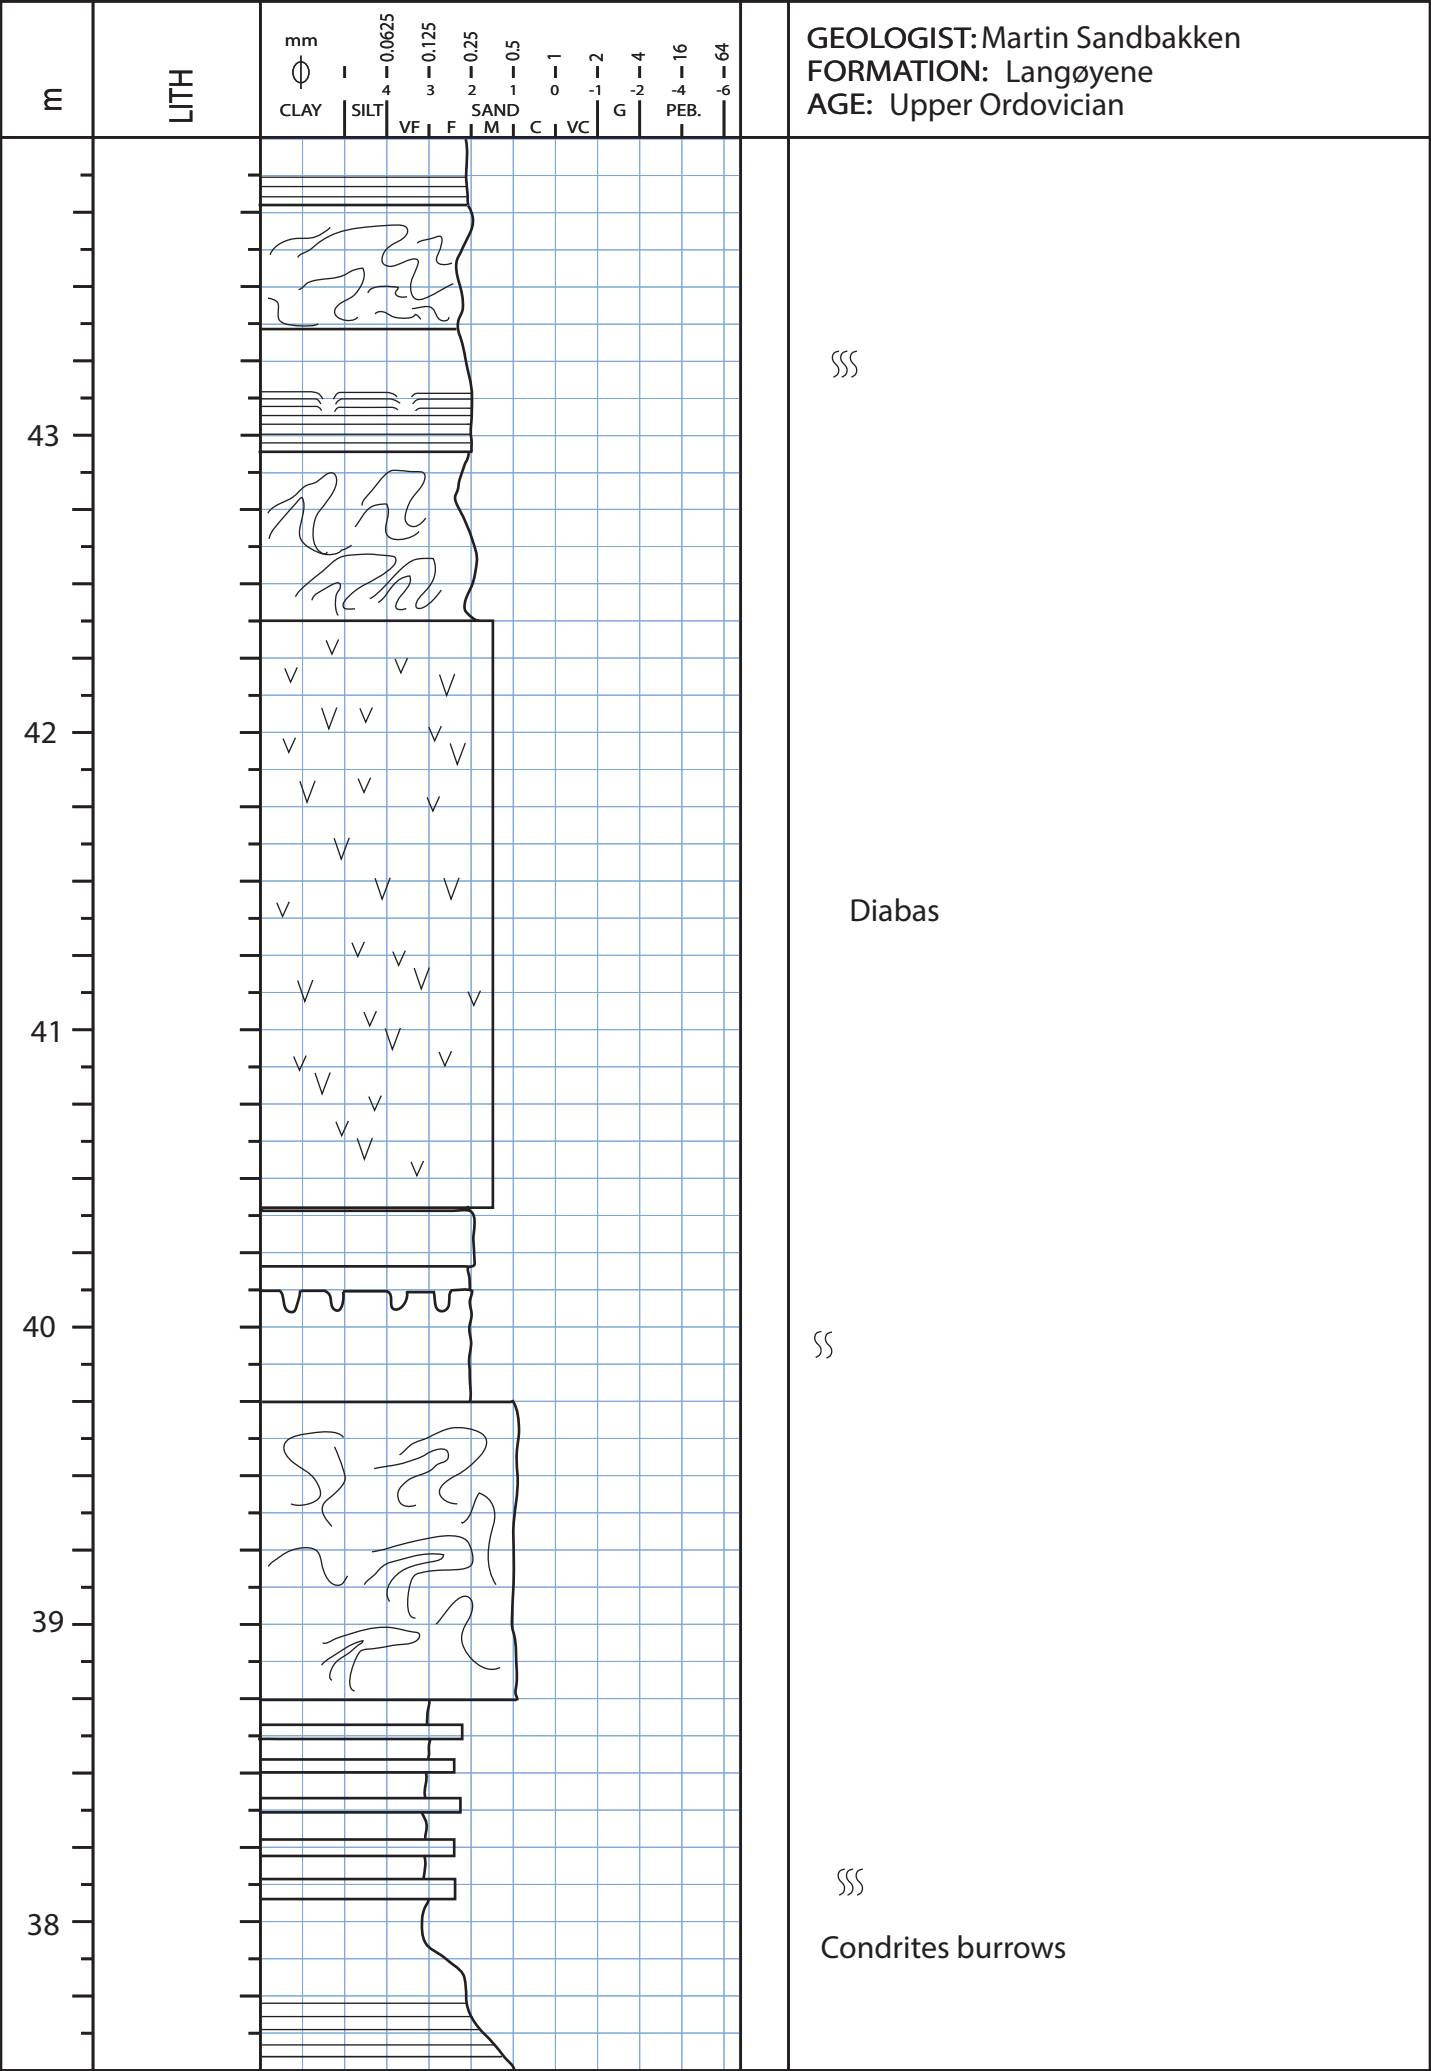 m
LITH
mm
0.0625
0.125
0.25
0.5
1
2
4
16
64
4 3 2 1 0 -1 -2 -4 -6
CLAY SILT SAND G PEB.
VF F M C VC
GEOLOGIST: Martin Sandbakken
FORMATION: Langøyene
AGE: Upper Ordovician
43
42
Diabas
41
40
39
38
Condrites burrows